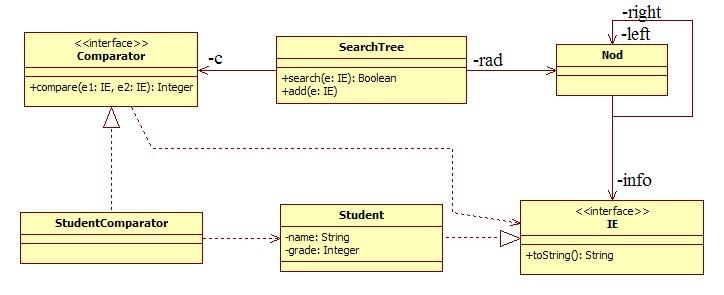 <<interface>>
Comparator
+compare(e1: IE, e2: IE): Integer
-c
SearchTree
+search(e: IE): Boolean
+add(e: IE)
-rad
-right
-left
Nod
-info
StudentComparator
Student
-name: String
-grade: Integer
<<interface>>
IE
+toString(): String